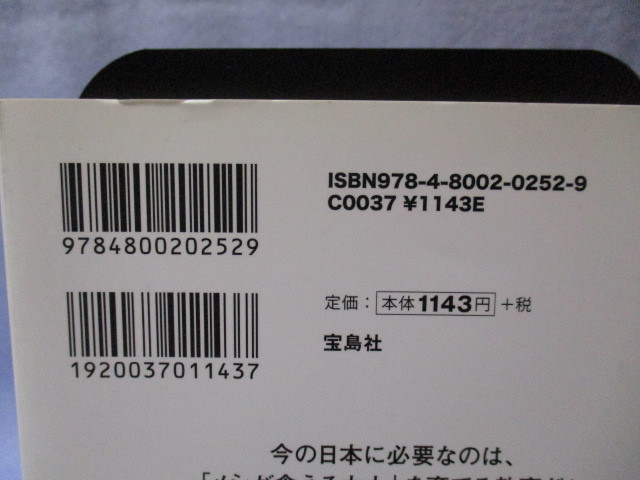 ISBN978-4-8002-0252-9
C0037 ¥1143E
9784800202529
定価：本体1143円+税
1920037011437
宝島社
今の日本に必要なのは、